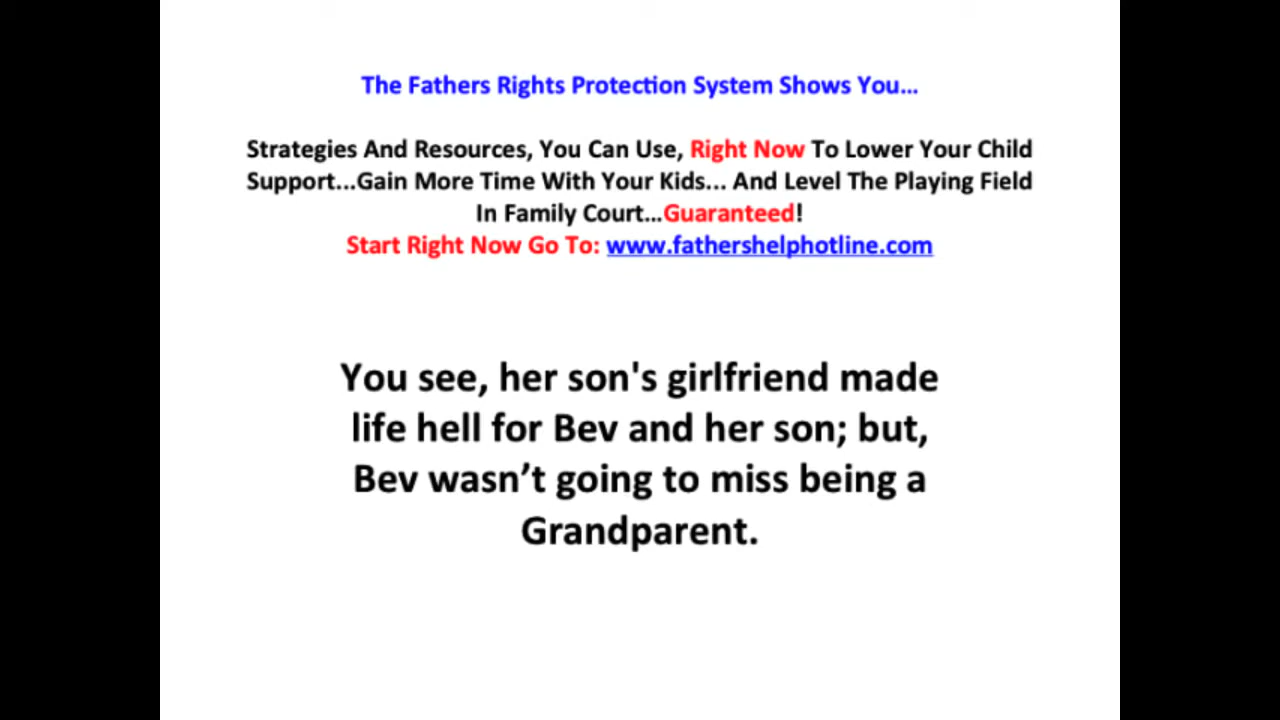 The Fathers Rights Protection System Shows You…
Strategies And Resources, You Can Use, Right Now To Lower Your Child
Support...Gain More Time With Your Kids... And Level The Playing Field
In Family Court…Guaranteed!
Start Right Now Go To: www.fathershelphotline.com
You see, her son's girlfriend made
life hell for Bev and her son; but,
Bev wasn’t going to miss being a
Grandparent.